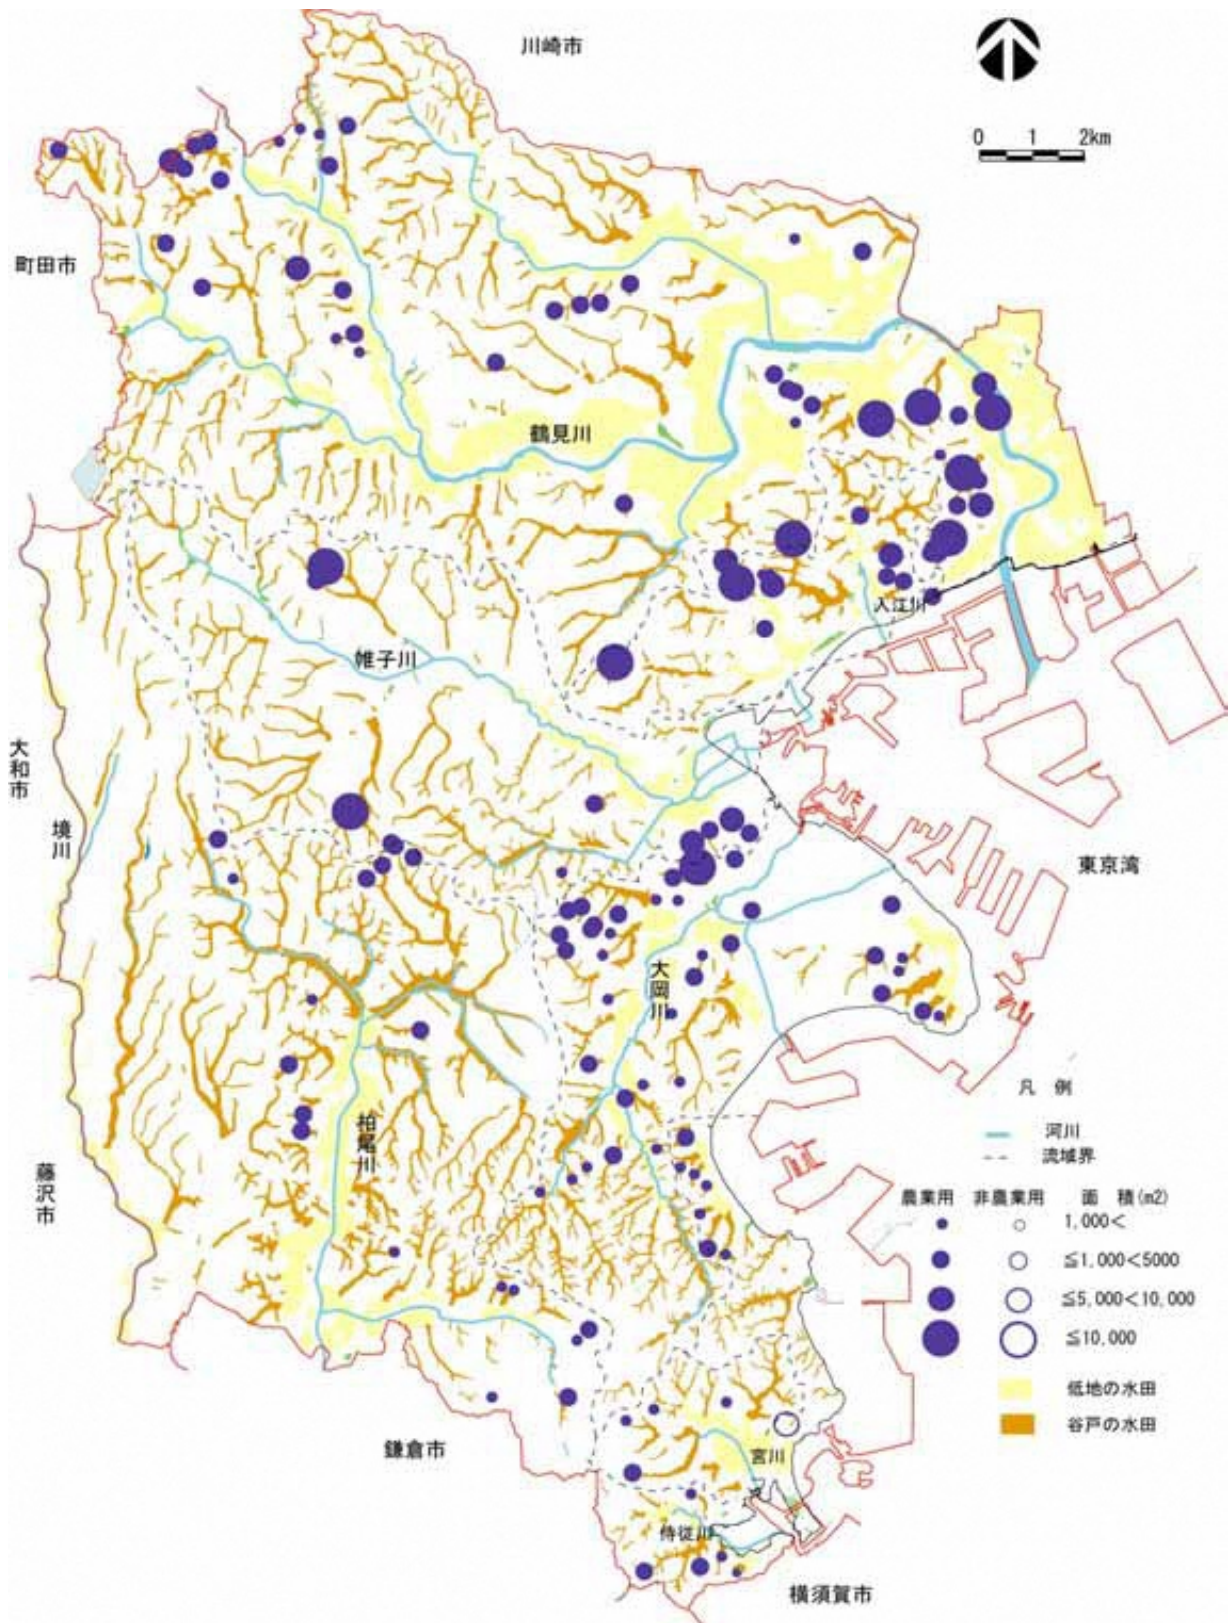 川崎市
0 1 2km
町田市
鶴見川
入江川
帷子川
大和市
境川
東京湾
大岡川
凡 例
河川
流域界
柏尾川
藤沢市
農業用 非農業用 面 積(m2)
1,000<
≦1,000<5000
≦5,000<10,000
≦10,000
低地の水田
谷戸の水田
鎌倉市
宮川
侍従川
横須賀市